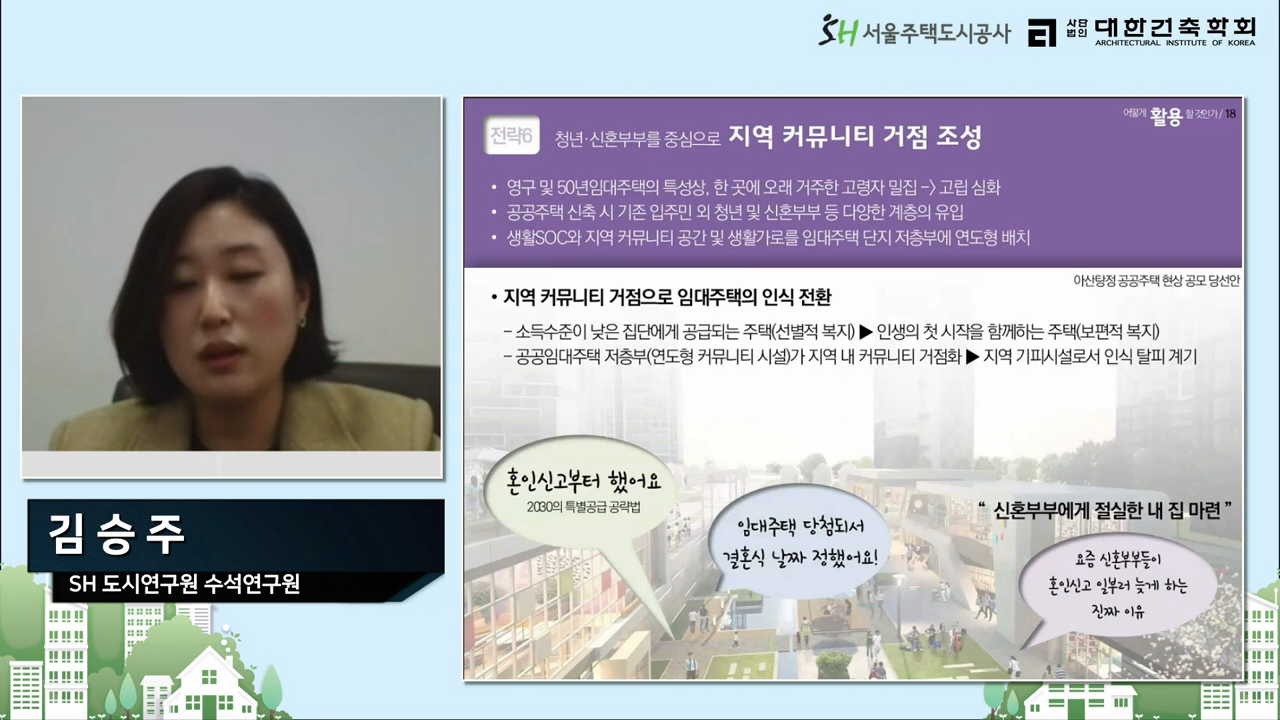 SH 서울주택도시공사
사단법인 대한건축학회
ARCHITECTURAL INSTITUTE OF KOREA
어떻게 활용 할 것인가 / 18
전략6 청년·신혼부부를 중심으로 지역 커뮤니티 거점 조성
• 영구 및 50년임대주택의 특성상, 한 곳에 오래 거주한 고령자 밀집 -> 고립 심화
• 공공주택 신축 시 기존 입주민 외 청년 및 신혼부부 등 다양한 계층의 유입
• 생활SOC와 지역 커뮤니티 공간 및 생활가로를 임대주택 단지 저층부에 연도형 배치
아산탕정 공공주택 현상 공모 당선안
• 지역 커뮤니티 거점으로 임대주택의 인식 전환
- 소득수준이 낮은 집단에게 공급되는 주택(선별적 복지) ▶ 인생의 첫 시작을 함께하는 주택(보편적 복지)
- 공공임대주택 저층부(연도형 커뮤니티 시설)가 지역 내 커뮤니티 거점화 ▶ 지역 기피시설로서 인식 탈피 계기
혼인신고부터 했어요
2030의 특별공급 공략법
임대주택 당첨되서
결혼식 날짜 정했어요!
“ 신혼부부에게 절실한 내 집 마련 ”
요즘 신혼부부들이
혼인신고 일부러 늦게 하는
진짜 이유
김승주
SH 도시연구원 수석연구원